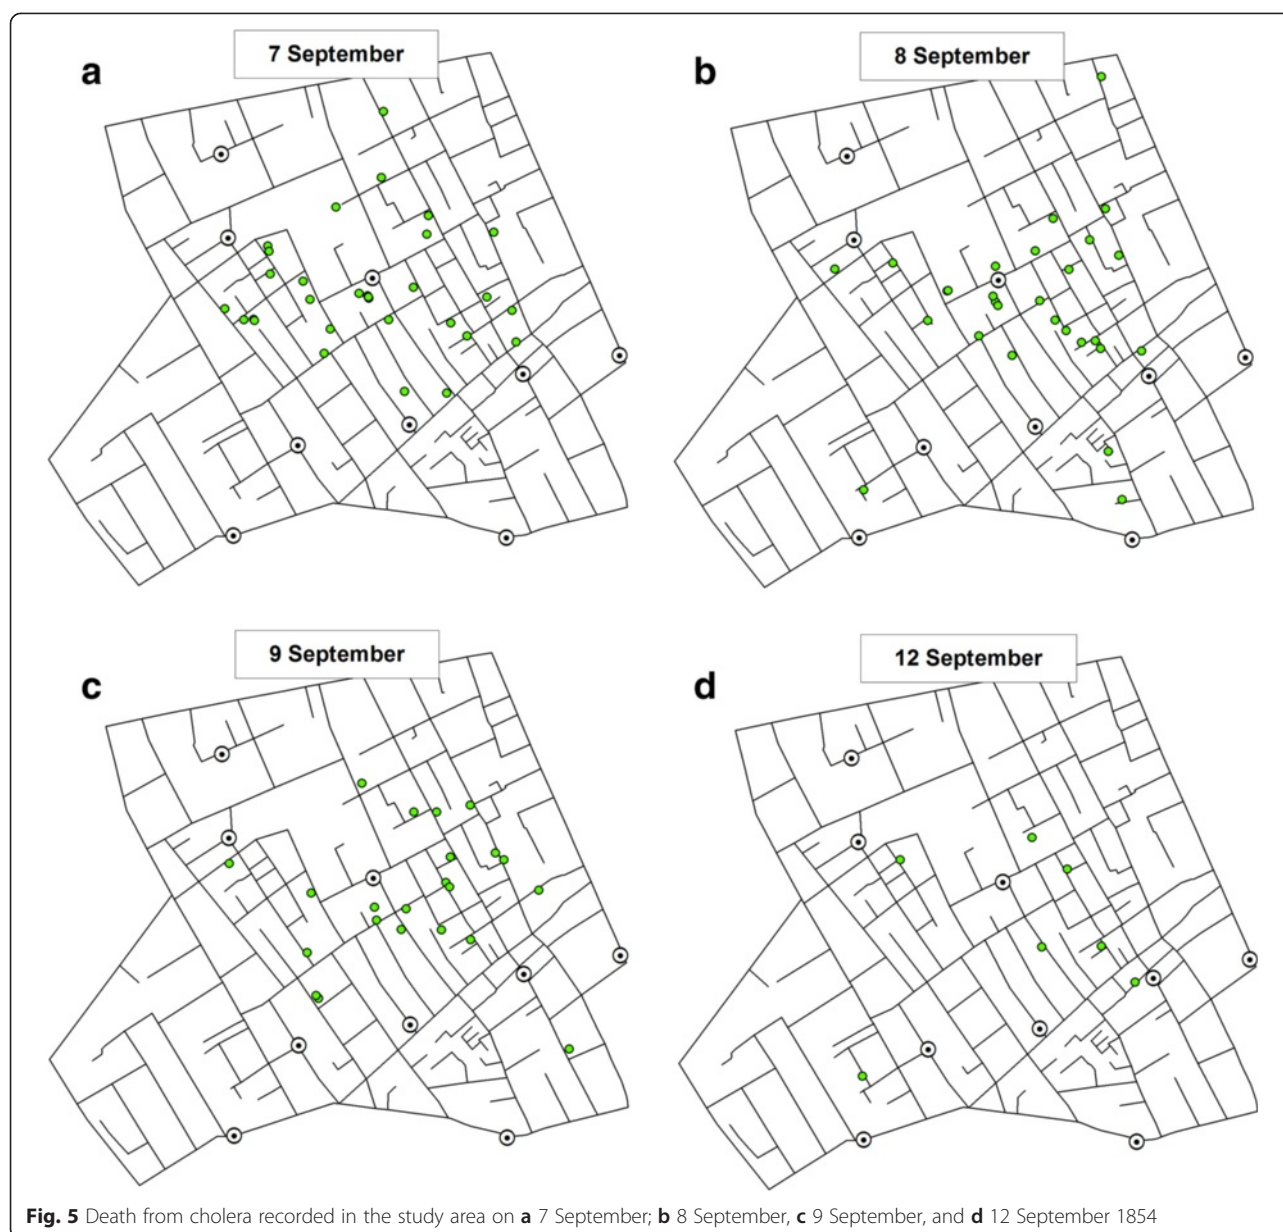 7 September
a
8 September
b
9 September
c
12 September
d
Fig. 5 Death from cholera recorded in the study area on a 7 September; b 8 September, c 9 September, and d 12 September 1854